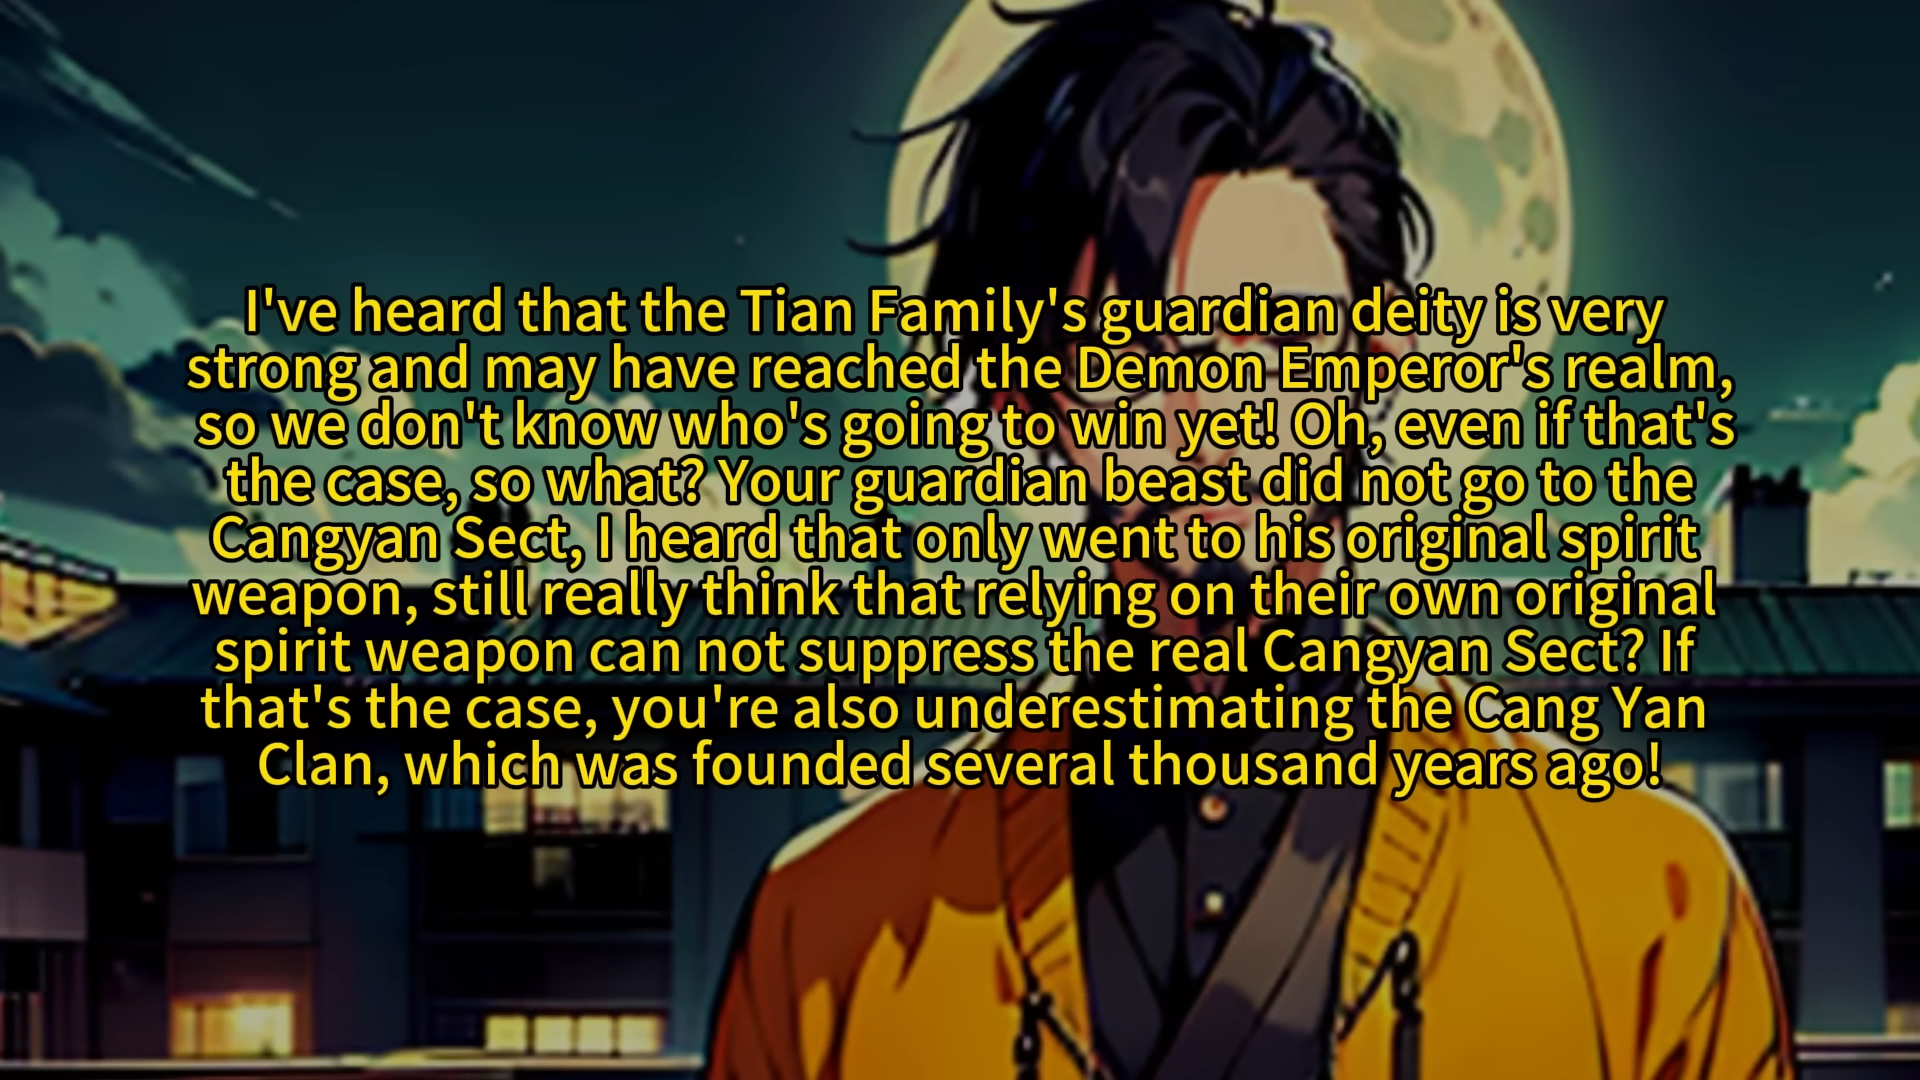 I've heard that the Tian Family's guardian deity is very
strong and may have reached the Demon Emperor's realm,
so we don't know who's going to win yet! Oh, even if that's
the case, so what? Your guardian beast did not go to the
Cangyan Sect, I heard that only went to his original spirit
weapon, still really think that relying on their own original
spirit weapon can not suppress the real Cangyan Sect? If
that's the case, you're also underestimating the Cang Yan
Clan, which was founded several thousand years ago!